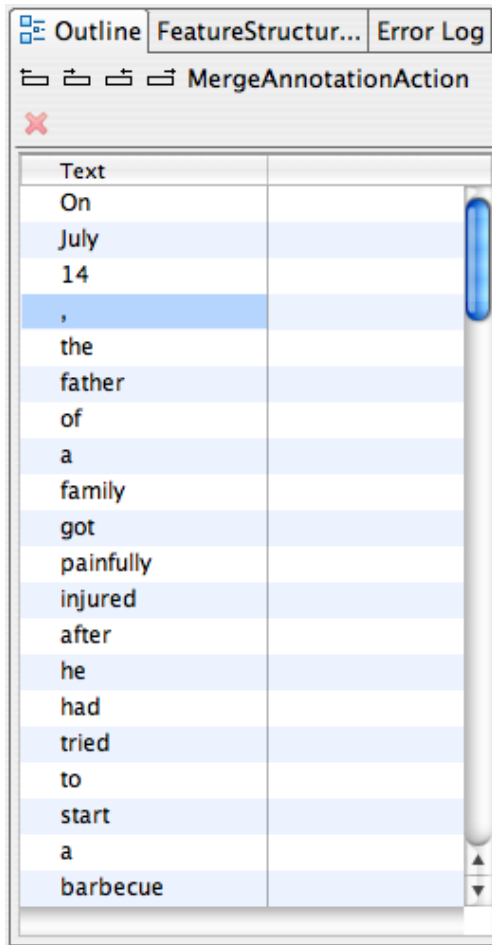 Outline FeatureStructur... Error Log
MergeAnnotationAction
Text
On
July
14
,
the
father
of
a
family
got
painfully
injured
after
he
had
tried
to
start
a
barbecue